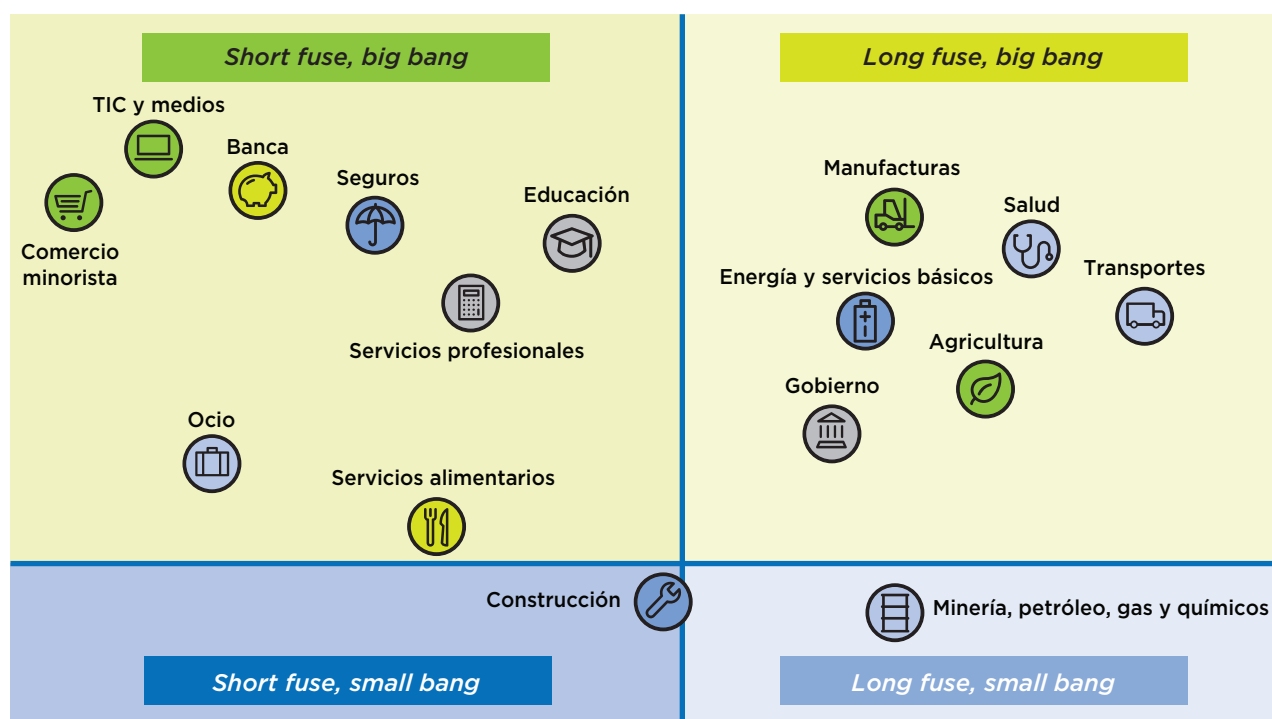 Short fuse, big bang
TIC y medios
Banca
Seguros
Educación
Comercio
minorista
Servicios profesionales
Ocio
Servicios alimentarios
Long fuse, big bang
Manufacturas
Salud
Energía y servicios básicos
Transportes
Agricultura
Gobierno
Construcción
Short fuse, small bang
Minería, petróleo, gas y químicos
Long fuse, small bang